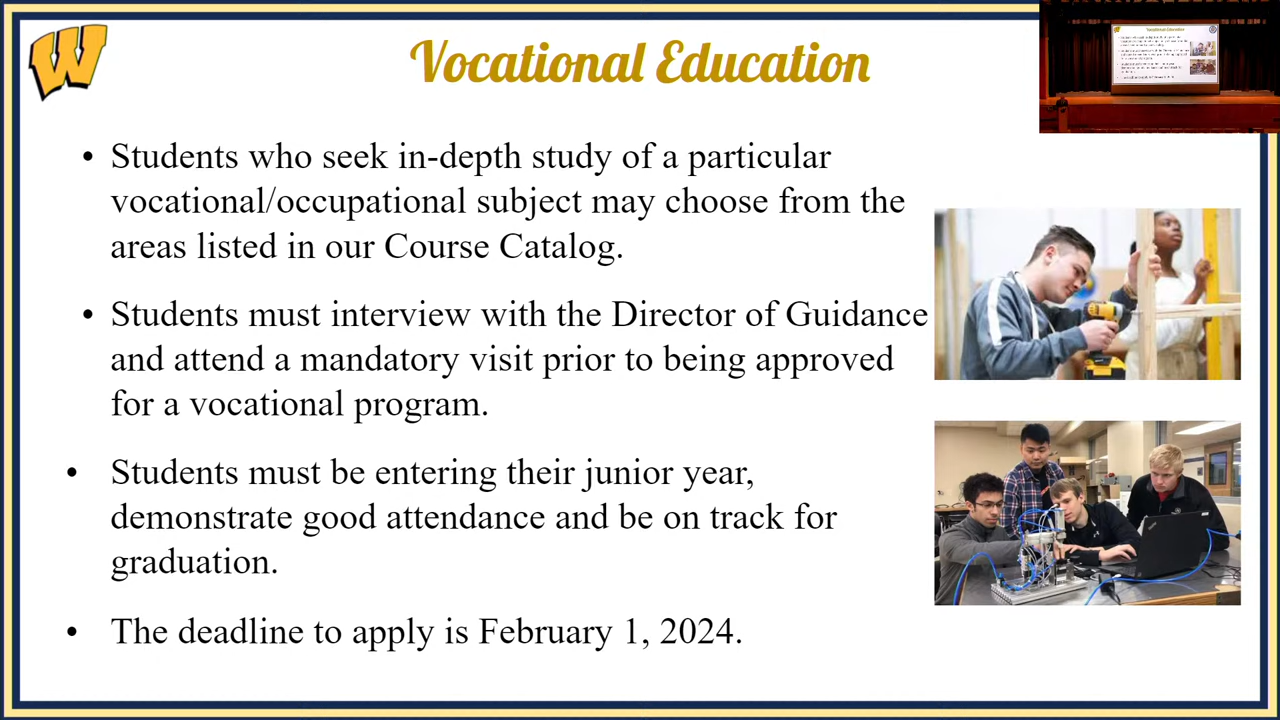 W
Vocational Education
• Students who seek in-depth study of a particular
vocational/occupational subject may choose from the
areas listed in our Course Catalog.
• Students must interview with the Director of Guidance
and attend a mandatory visit prior to being approved
for a vocational program.
• Students must be entering their junior year,
demonstrate good attendance and be on track for
graduation.
• The deadline to apply is February 1, 2024.